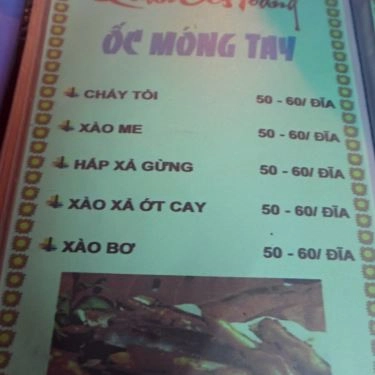 ỐC MÓNG TAY
CHÁY TỎI 50 - 60/ ĐĨA
XÀO ME 50 - 60/ ĐĨA
HẤP XẢ GỪNG 50 - 60/ ĐĨA
XÀO XẢ ỚT CAY 50 - 60/ ĐĨA
XÀO BƠ 50 - 60/ ĐĨA